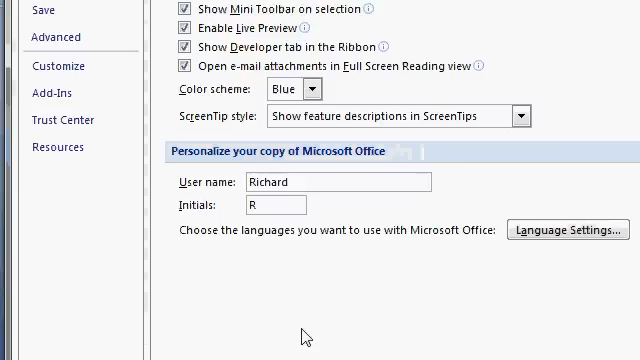 Save
Advanced
Customize
Add-Ins
Trust Center
Resources
Show Mini Toolbar on selection
Enable Live Preview
Show Developer tab in the Ribbon
Open e-mail attachments in Full Screen Reading view
Color scheme: Blue
ScreenTip style: Show feature descriptions in ScreenTips
Personalize your copy of Microsoft Office
User name: Richard
Initials: R
Choose the languages you want to use with Microsoft Office: Language Settings...